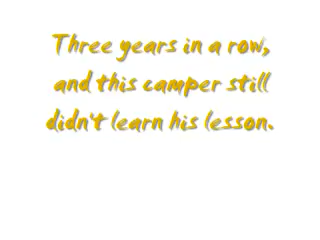 Three years in a row,
and this camper still
didn't learn his lesson.